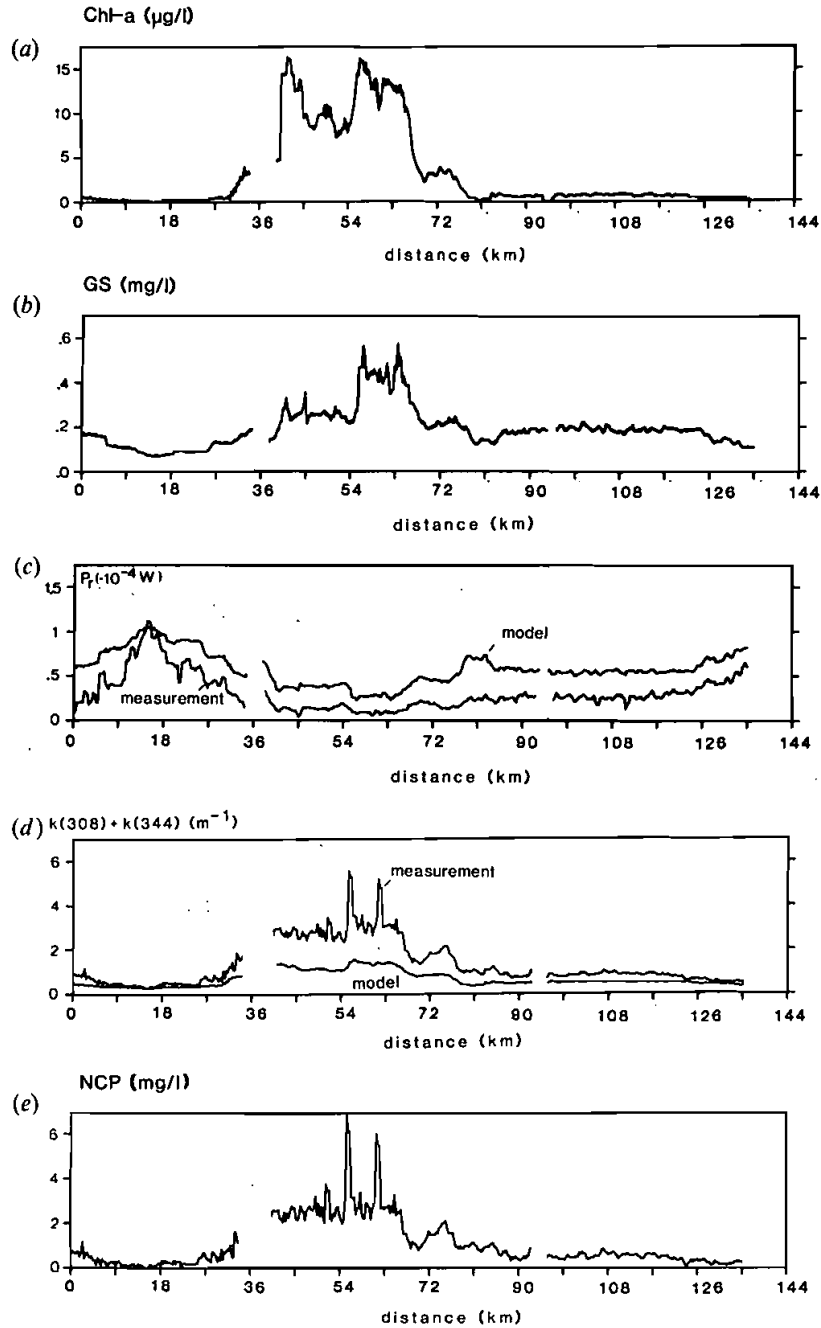 Chl-a (µg/l)
(a)
15
10
5
0
0 18 36 54 72 90 108 126 144
distance (km)
GS (mg/l)
(b)
.6
.4
.2
.0
0 18 36 54 72 90 108 126 144
distance (km)
(c)
Pr(·10⁻⁴W)
1.5
1
.5
0
model
measurement
0 18 36 54 72 90 108 126 144
distance (km)
(d) k(308) + k(344) (m⁻¹)
6
4
2
0
measurement
model
0 18 36 54 72 90 108 126 144
distance (km)
NCP (mg/l)
(e)
6
4
2
0
0 18 36 54 72 90 108 126 144
distance (km)